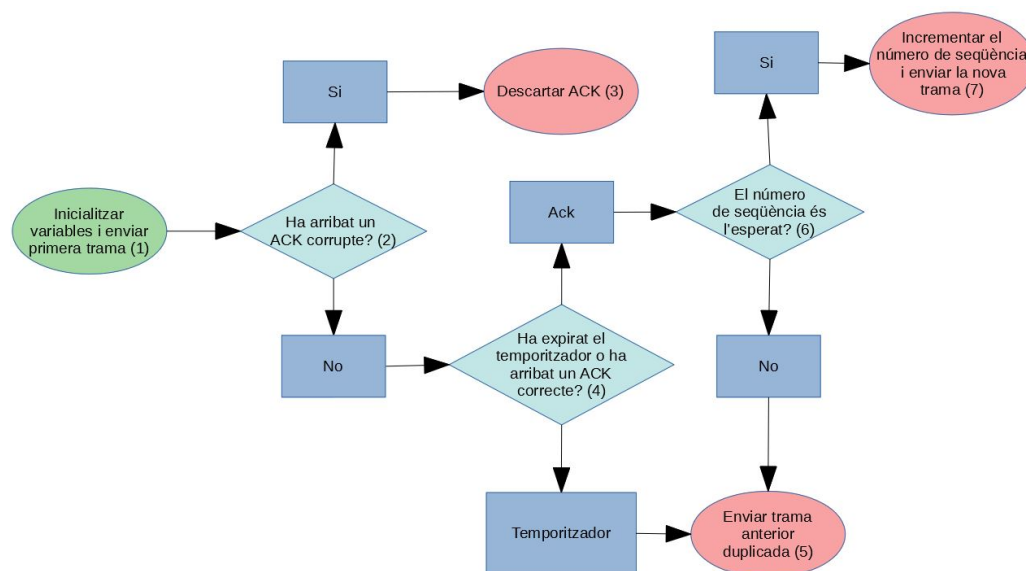 Inicialitzar
variables i enviar
primera trama (1)
Ha arribat un
ACK corrupte? (2)
Si
Descartar ACK (3)
No
Ha expirat el
temporitzador o ha
arribat un ACK
correcte? (4)
Ack
Temporitzador
Enviar trama
anterior
duplicada (5)
El número
de seqüència és
l'esperat? (6)
Si
Incrementar el
número de seqüència
i enviar la nova
trama (7)
No